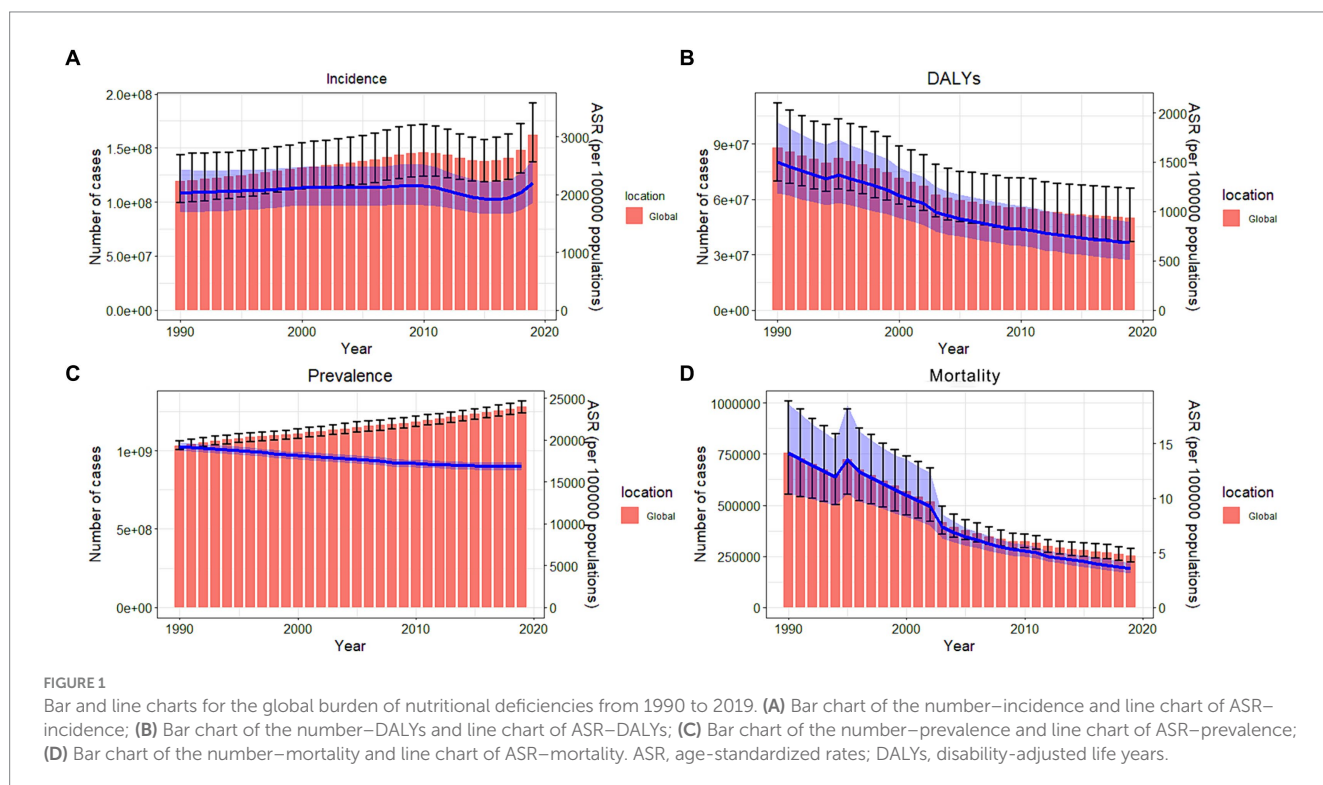 A
Incidence
2.0e+08
1.5e+08
1.0e+08
5.0e+07
0.0e+00
Number of cases
3000
2000
1000
0
ASR (per 100000 populations)
1990
2000
2010
2020
Year
location
Global
B
DALYs
9e+07
6e+07
3e+07
0e+00
Number of cases
2000
1500
1000
500
0
ASR (per 100000 populations)
1990
2000
2010
2020
Year
location
Global
C
Prevalence
1e+09
5e+08
0e+00
Number of cases
25000
20000
15000
10000
5000
0
ASR (per 100000 populations)
1990
2000
2010
2020
Year
location
Global
D
Mortality
1000000
750000
500000
250000
0
Number of cases
15
10
5
0
ASR (per 100000 populations)
1990
2000
2010
2020
Year
location
Global
FIGURE 1
Bar and line charts for the global burden of nutritional deficiencies from 1990 to 2019. (A) Bar chart of the number–incidence and line chart of ASR–
incidence; (B) Bar chart of the number–DALYs and line chart of ASR–DALYs; (C) Bar chart of the number–prevalence and line chart of ASR–prevalence;
(D) Bar chart of the number–mortality and line chart of ASR–mortality. ASR, age-standardized rates; DALYs, disability-adjusted life years.